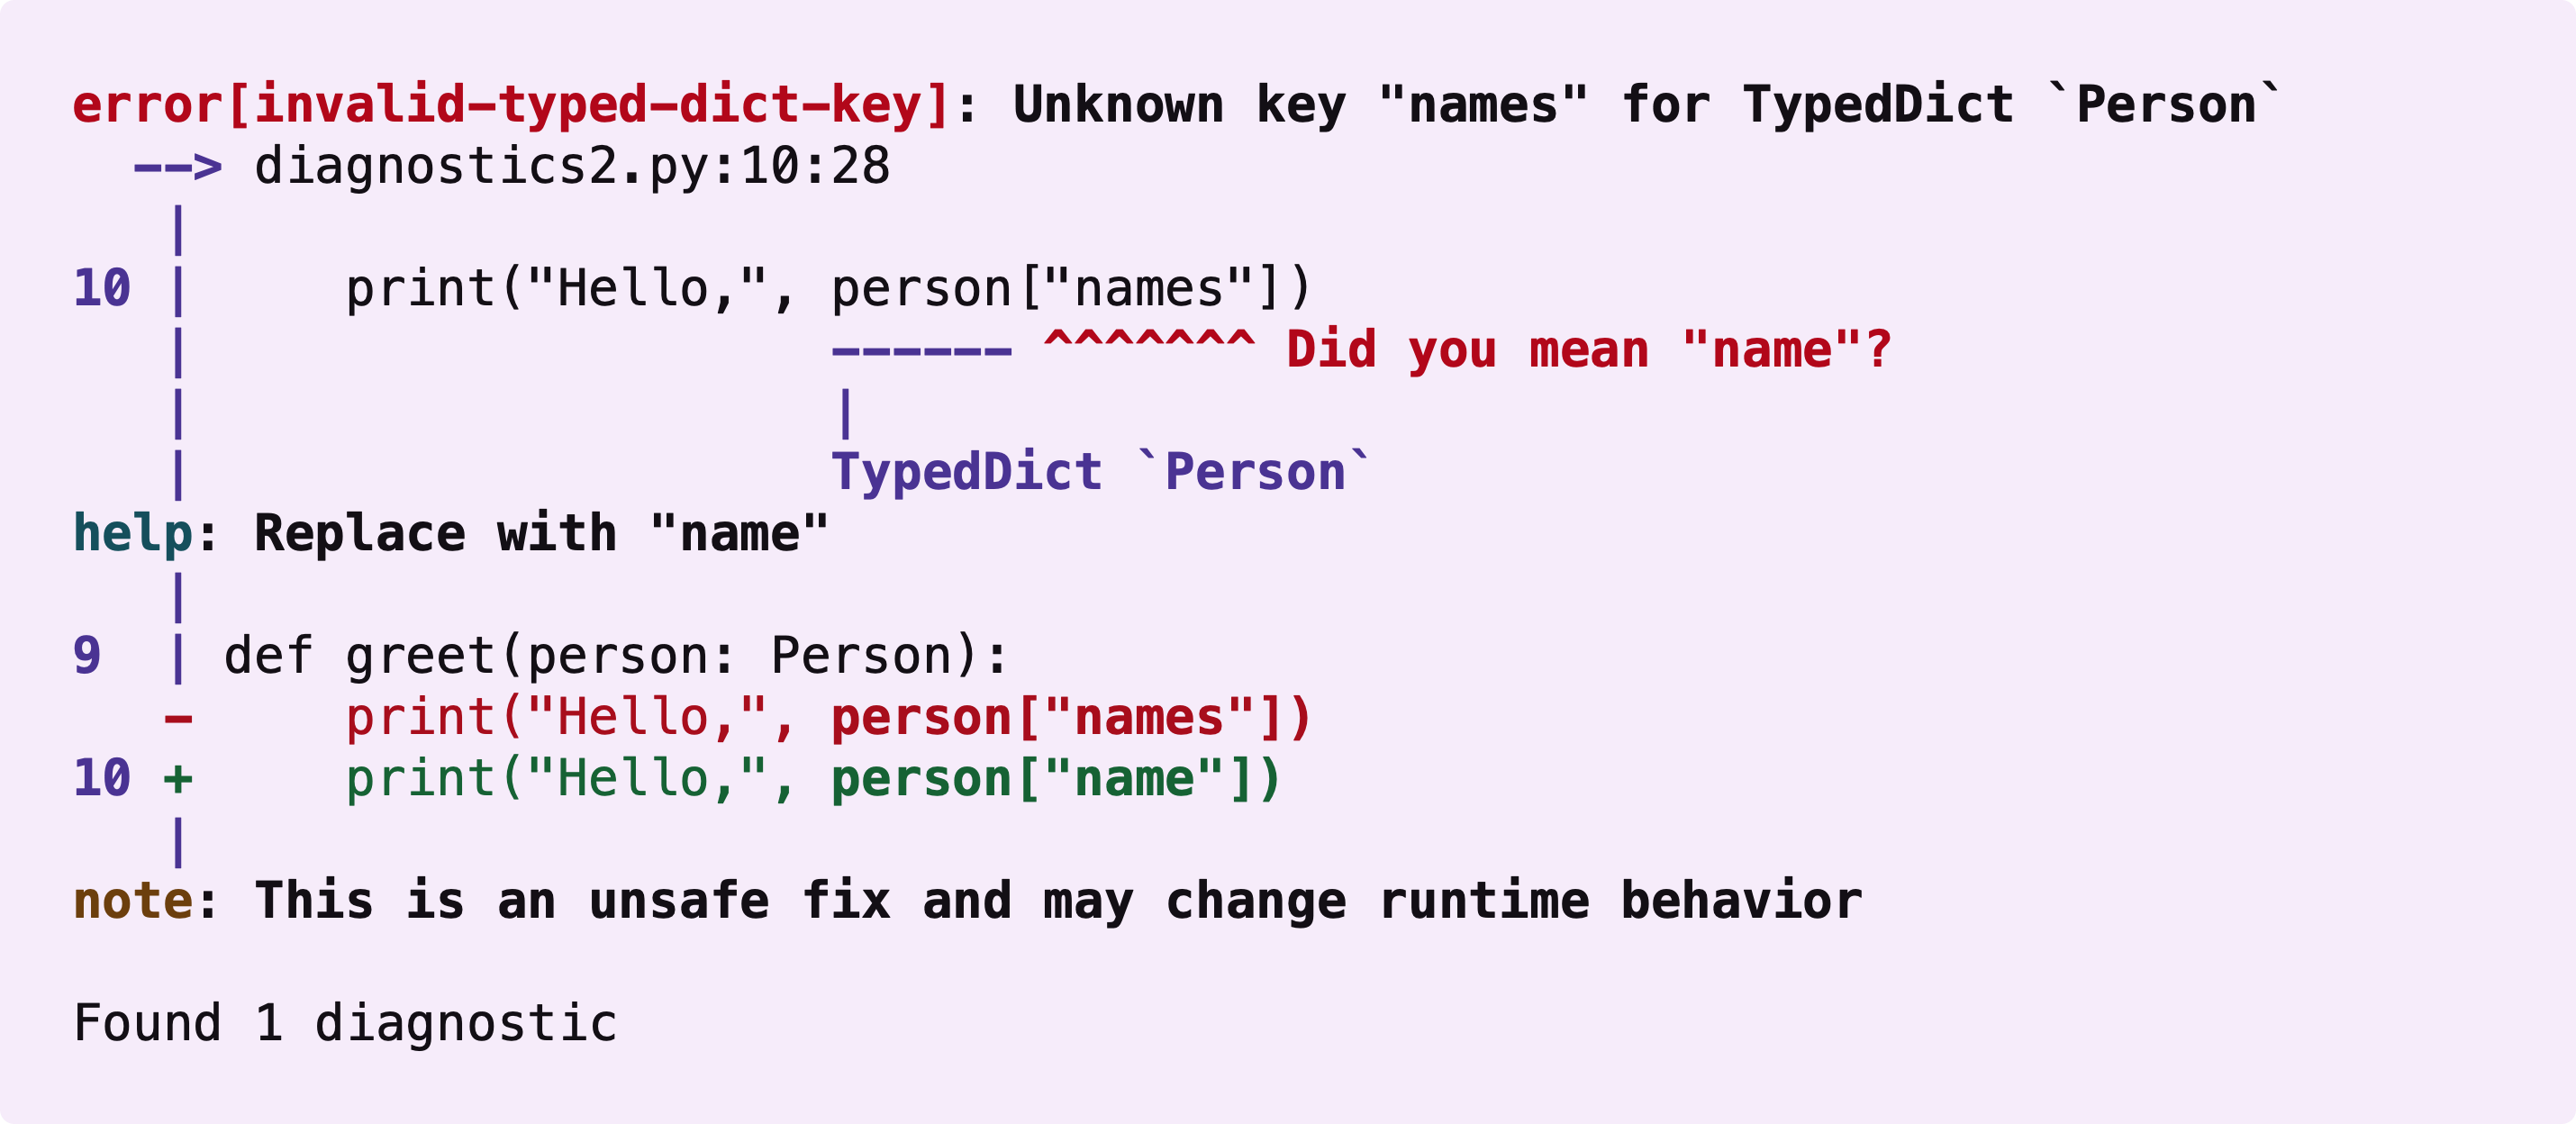 error[invalid-typed-dict-key]: Unknown key "names" for TypedDict `Person`
  --> diagnostics2.py:10:28
   |
10 |     print("Hello,", person["names"])
   |                     ------ ^^^^^^^ Did you mean "name"?
   |                     |
   |                     TypedDict `Person`
help: Replace with "name"
   |
9  | def greet(person: Person):
   -     print("Hello,", person["names"])
10 +     print("Hello,", person["name"])
   |
note: This is an unsafe fix and may change runtime behavior

Found 1 diagnostic